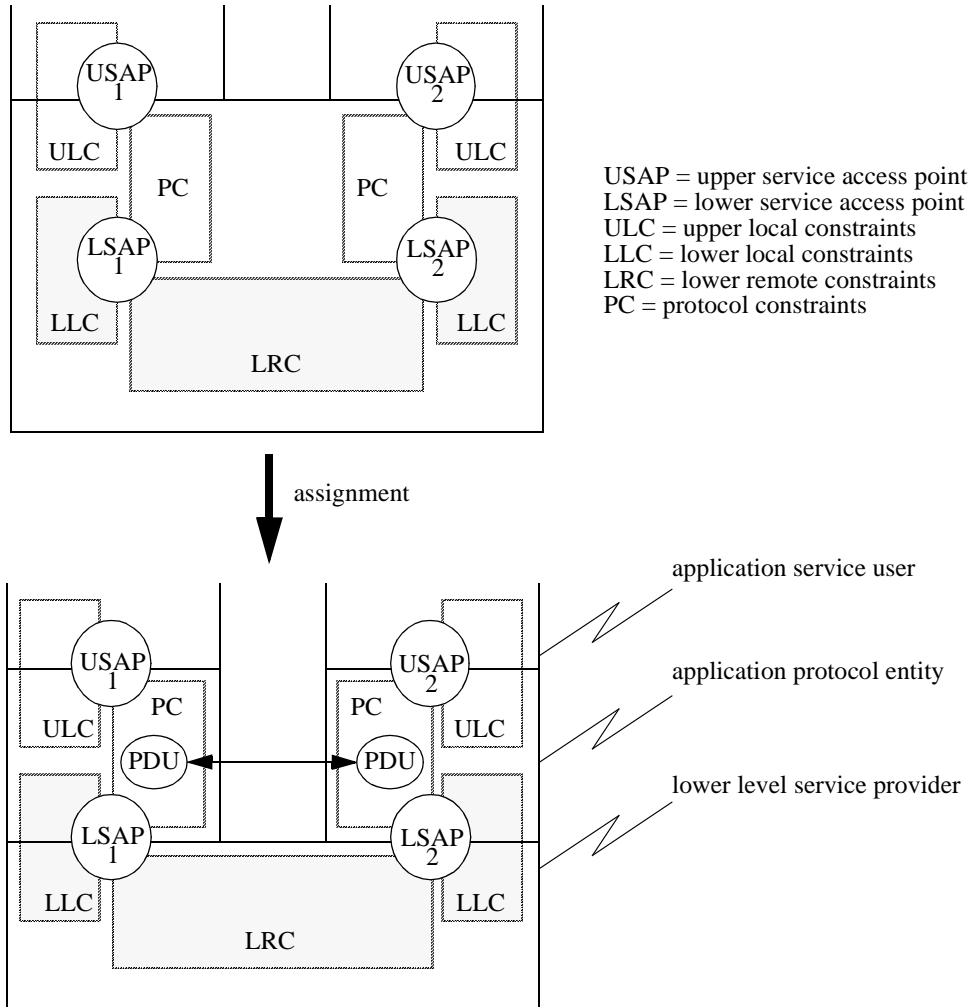 USAP
1
USAP
2
ULC
ULC
PC
PC
LSAP
1
LSAP
2
LLC
LLC
LRC
USAP = upper service access point
LSAP = lower service access point
ULC = upper local constraints
LLC = lower local constraints
LRC = lower remote constraints
PC = protocol constraints
assignment
application service user
USAP
1
USAP
2
application protocol entity
PC
PC
ULC
ULC
PDU
PDU
lower level service provider
LSAP
1
LSAP
2
LLC
LLC
LRC